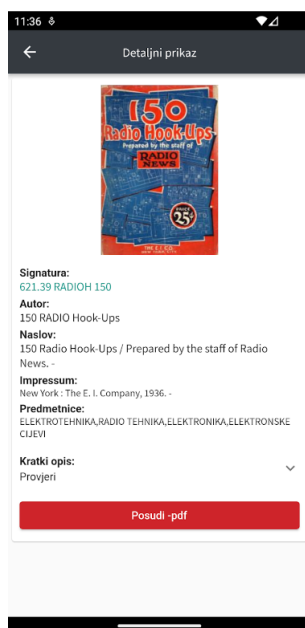 11:36
Detaljni prikaz
150
Radio Hook-Ups
Prepared by the staff of
RADIO
NEWS
PRICE
25¢
THE E. I. CO.
NEW YORK CITY
Signatura:
621.39 RADIOH 150
Autor:
150 RADIO Hook-Ups
Naslov:
150 Radio Hook-Ups / Prepared by the staff of Radio
News. -
Impressum:
New York : The E. I. Company, 1936. -
Predmetnice:
ELEKTROTEHNIKA,RADIO TEHNIKA,ELEKTRONIKA,ELEKTRONSKE
CIJEVI
Kratki opis:
Provjeri
Posudi -pdf